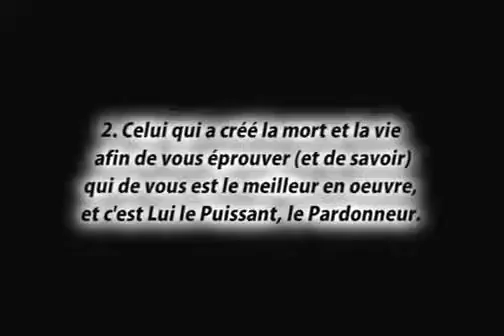 2. Celui qui a créé la mort et la vie
afin de vous éprouver (et de savoir)
qui de vous est le meilleur en oeuvre,
et c'est Lui le Puissant, le Pardonneur.